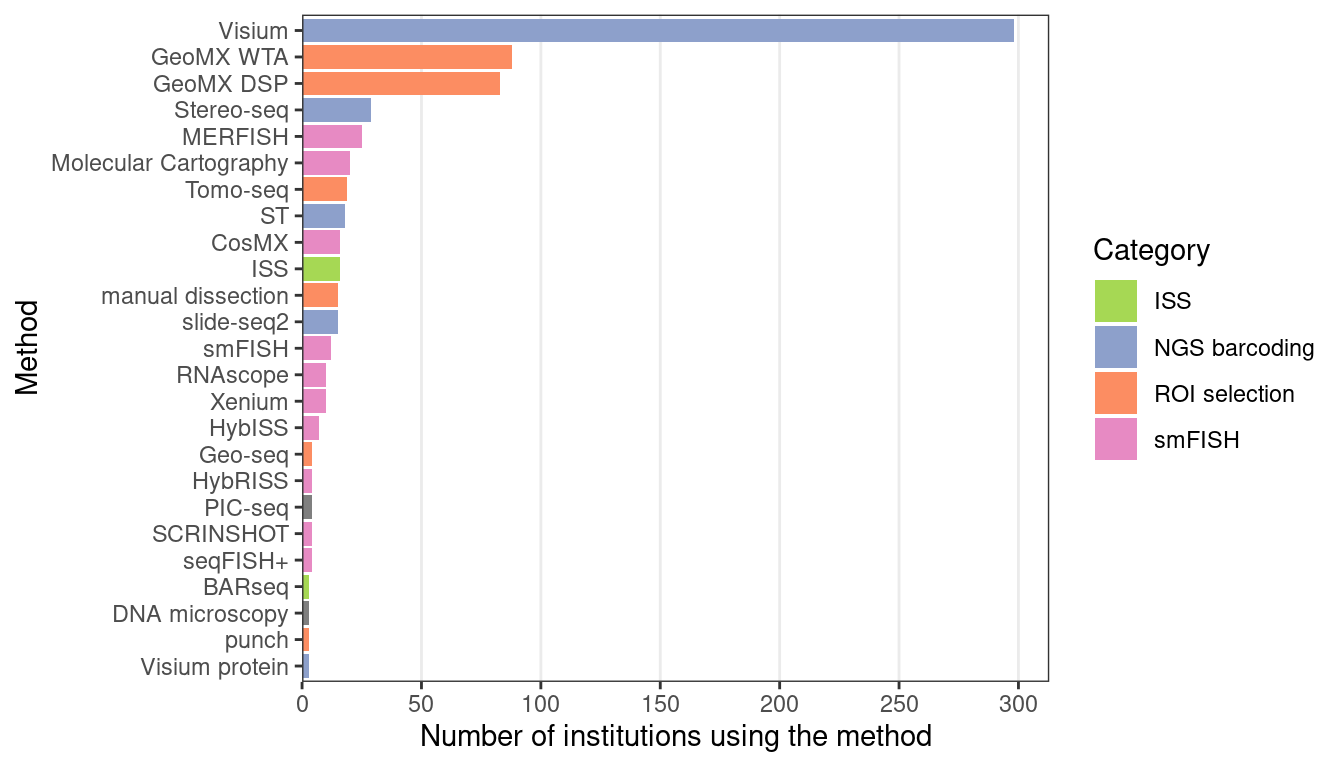 Visium
GeoMX WTA
GeoMX DSP
Stereo-seq
MERFISH
Molecular Cartography
Tomo-seq
ST
CosMX
ISS
manual dissection
slide-seq2
smFISH
RNAscope
Xenium
HybISS
Geo-seq
HybRISS
PIC-seq
SCRINSHOT
seqFISH+
BARseq
DNA microscopy
punch
Visium protein
Method
0 50 100 150 200 250 300
Number of institutions using the method
Category
ISS
NGS barcoding
ROI selection
smFISH